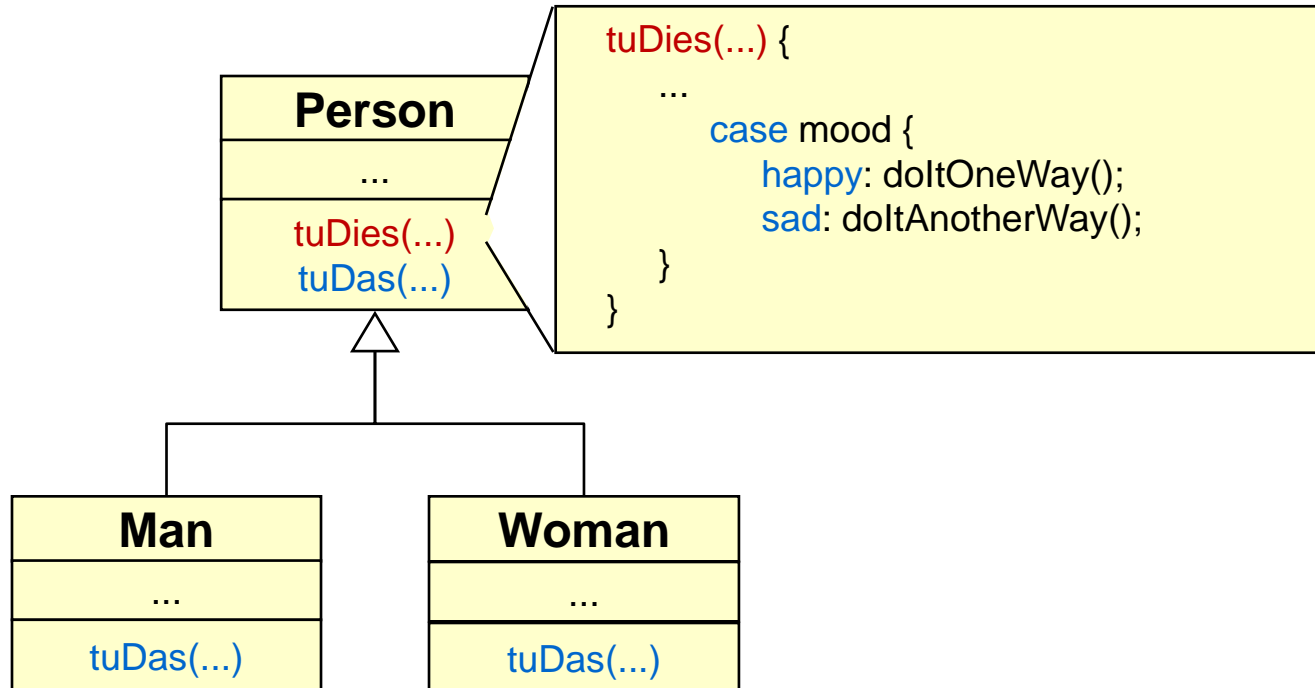 Person
...
tuDies(...)
tuDas(...)
tuDies(...) {
...
case mood {
happy: doItOneWay();
sad: doItAnotherWay();
}
}
Man
...
tuDas(...)
Woman
...
tuDas(...)